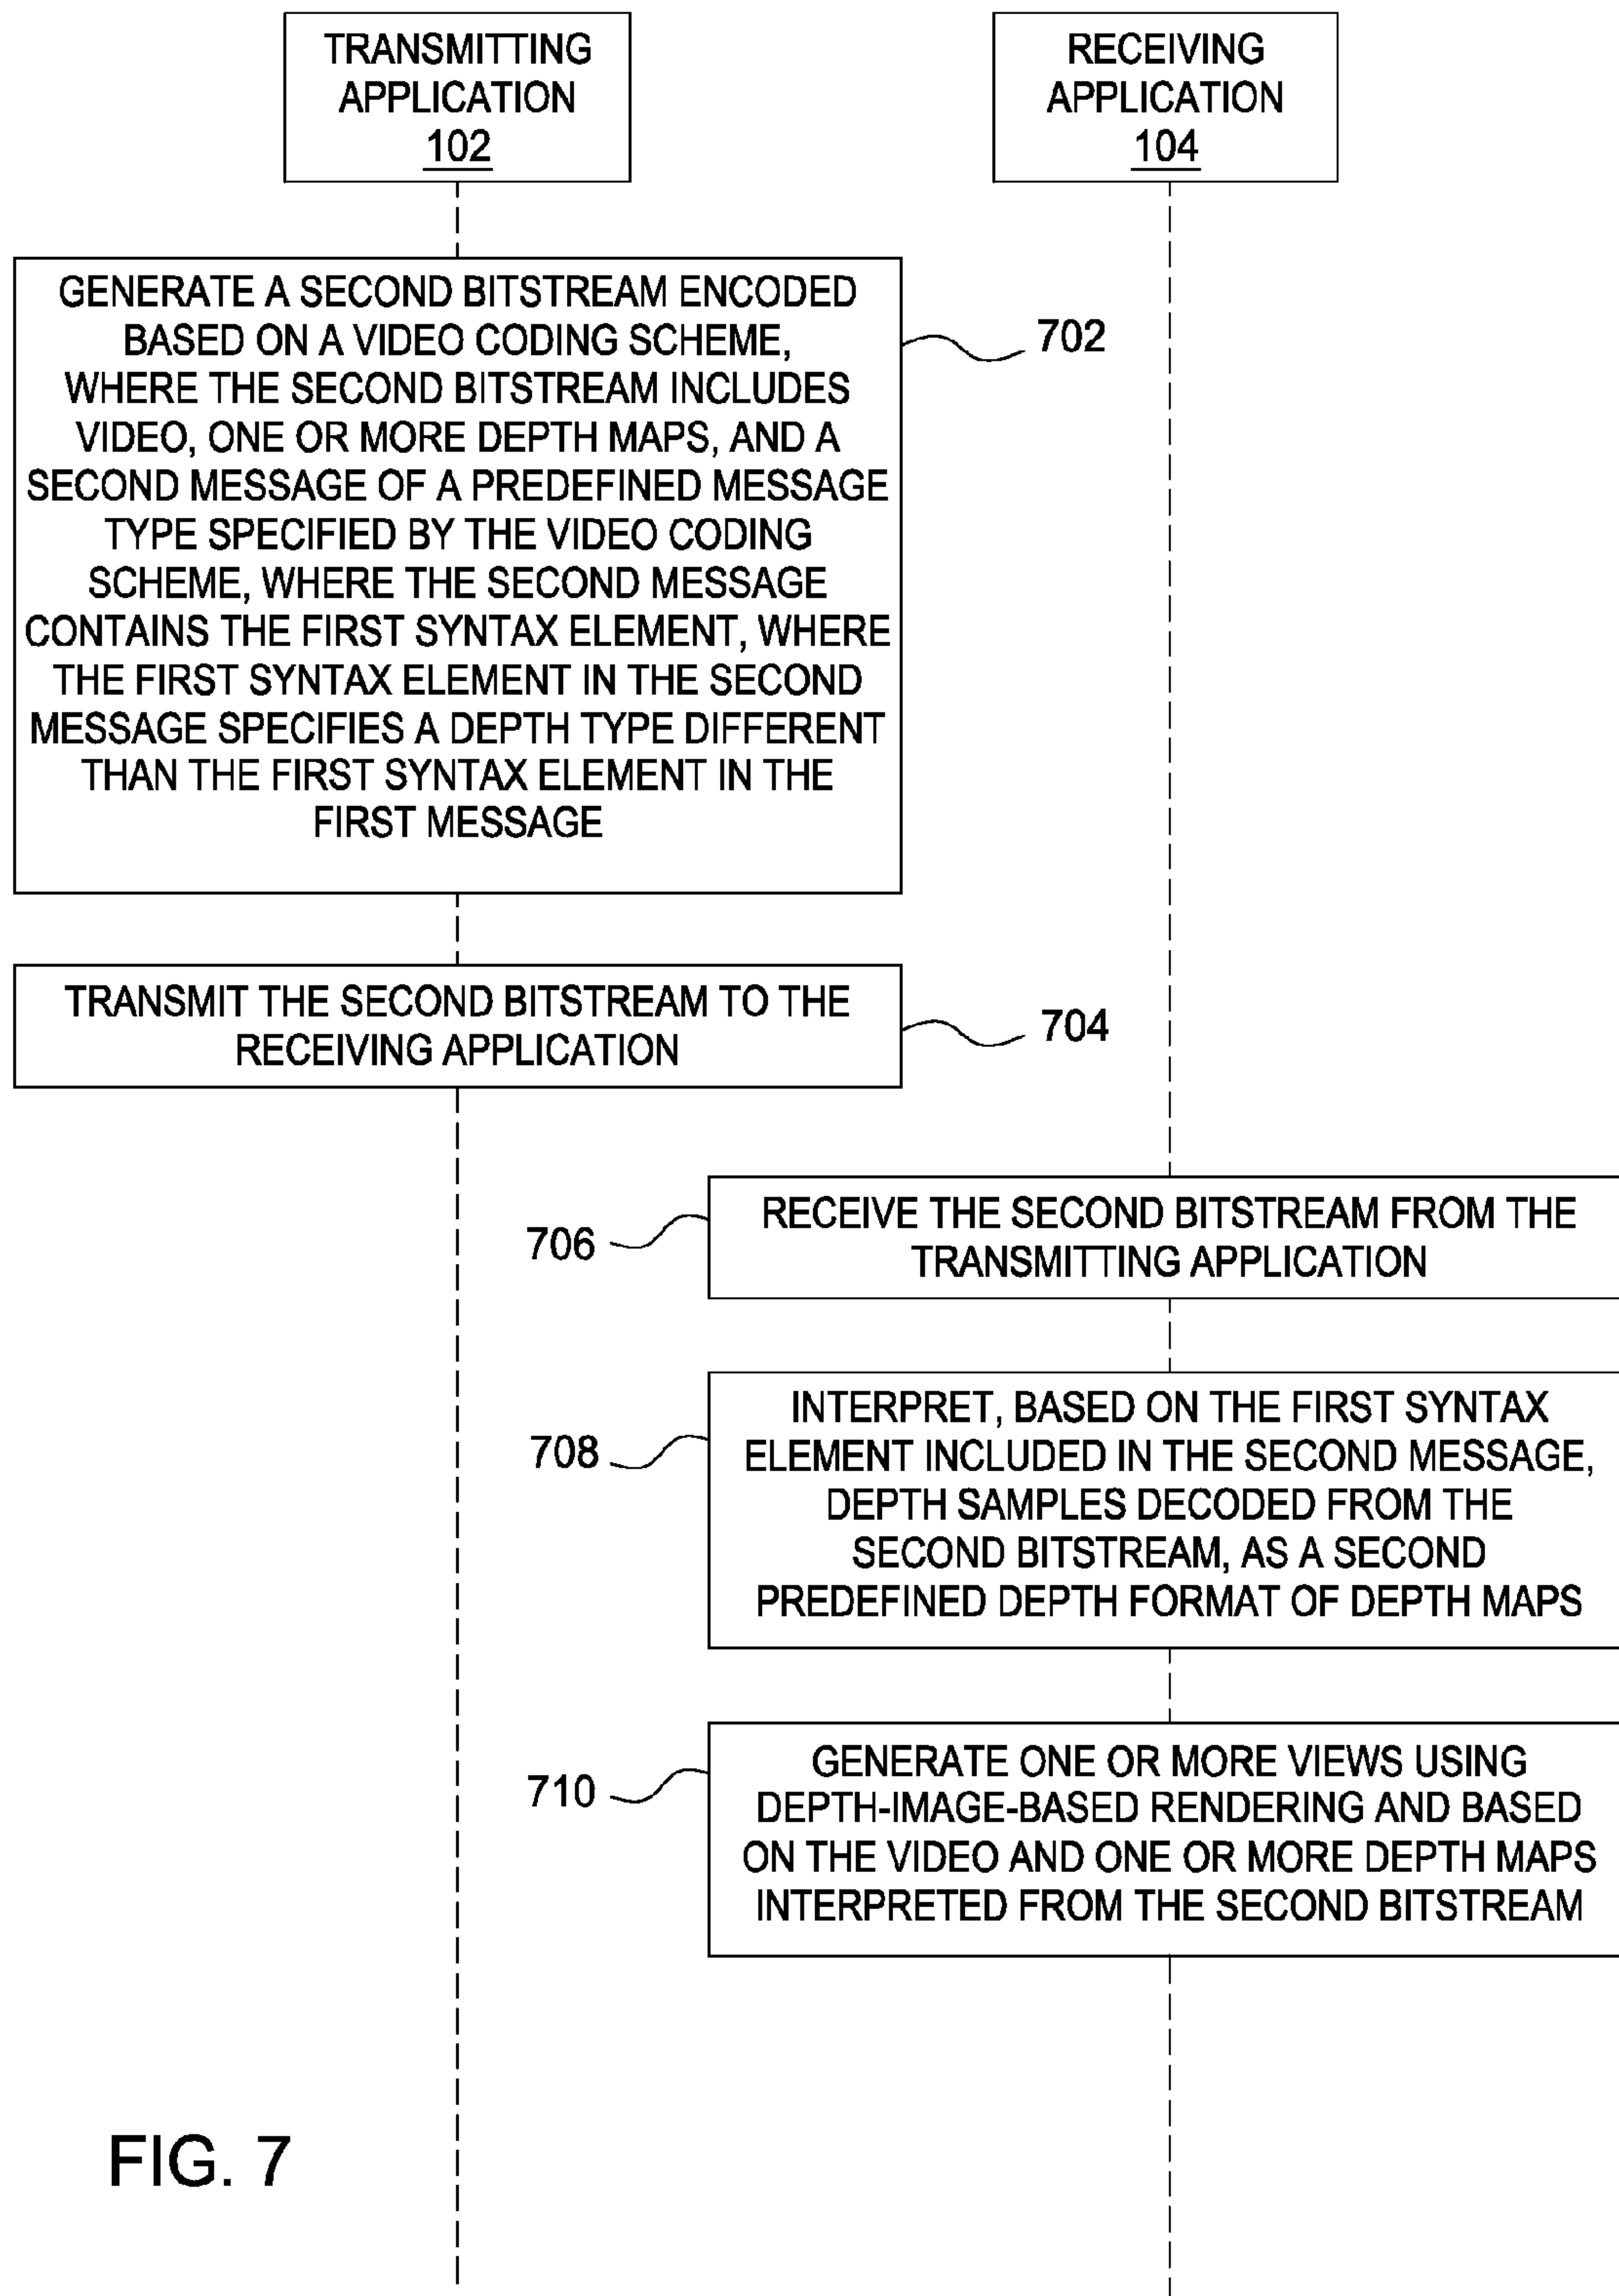 TRANSMITTING
APPLICATION
102
RECEIVING
APPLICATION
104
GENERATE A SECOND BITSTREAM ENCODED
BASED ON A VIDEO CODING SCHEME,
WHERE THE SECOND BITSTREAM INCLUDES
VIDEO, ONE OR MORE DEPTH MAPS, AND A
SECOND MESSAGE OF A PREDEFINED MESSAGE
TYPE SPECIFIED BY THE VIDEO CODING
SCHEME, WHERE THE SECOND MESSAGE
CONTAINS THE FIRST SYNTAX ELEMENT, WHERE
THE FIRST SYNTAX ELEMENT IN THE SECOND
MESSAGE SPECIFIES A DEPTH TYPE DIFFERENT
THAN THE FIRST SYNTAX ELEMENT IN THE
FIRST MESSAGE
702
TRANSMIT THE SECOND BITSTREAM TO THE
RECEIVING APPLICATION
704
706
RECEIVE THE SECOND BITSTREAM FROM THE
TRANSMITTING APPLICATION
708
INTERPRET, BASED ON THE FIRST SYNTAX
ELEMENT INCLUDED IN THE SECOND MESSAGE,
DEPTH SAMPLES DECODED FROM THE
SECOND BITSTREAM, AS A SECOND
PREDEFINED DEPTH FORMAT OF DEPTH MAPS
710
GENERATE ONE OR MORE VIEWS USING
DEPTH-IMAGE-BASED RENDERING AND BASED
ON THE VIDEO AND ONE OR MORE DEPTH MAPS
INTERPRETED FROM THE SECOND BITSTREAM
FIG. 7